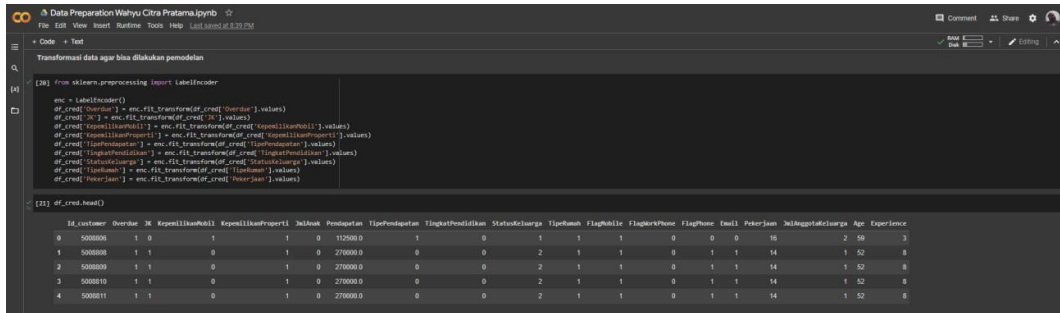 Data Preparation Wahyu Citra Pratama.ipynb
File Edit View Insert Runtime Tools Help Last saved at 8:39 PM
Comment Share
+ Code + Text
RAM
Disk
Editing
Transformasi data agar bisa dilakukan pemodelan
[20] from sklearn.preprocessing import LabelEncoder
enc = LabelEncoder()
df_cred['Overdue'] = enc.fit_transform(df_cred['Overdue'].values)
df_cred['JK'] = enc.fit_transform(df_cred['JK'].values)
df_cred['KepemilikanMobil'] = enc.fit_transform(df_cred['KepemilikanMobil'].values)
df_cred['KepemilikanProperti'] = enc.fit_transform(df_cred['KepemilikanProperti'].values)
df_cred['TipePendapatan'] = enc.fit_transform(df_cred['TipePendapatan'].values)
df_cred['TingkatPendidikan'] = enc.fit_transform(df_cred['TingkatPendidikan'].values)
df_cred['StatusKeluarga'] = enc.fit_transform(df_cred['StatusKeluarga'].values)
df_cred['TipeRumah'] = enc.fit_transform(df_cred['TipeRumah'].values)
df_cred['Pekerjaan'] = enc.fit_transform(df_cred['Pekerjaan'].values)
[21] df_cred.head()
Id_customer Overdue JK KepemilikanMobil KepemilikanProperti JmlAnak Pendapatan TipePendapatan TingkatPendidikan StatusKeluarga TipeRumah FlagMobile FlagWorkPhone FlagPhone Email Pekerjaan JmlAnggotaKeluarga Age Experience
0 5008806 1 0 1 1 0 112500.0 1 0 1 1 1 0 0 0 16 2 59 3
1 5008808 1 1 0 1 0 270000.0 0 0 2 1 1 0 1 1 14 1 52 8
2 5008809 1 1 0 1 0 270000.0 0 0 2 1 1 0 1 1 14 1 52 8
3 5008810 1 1 0 1 0 270000.0 0 0 2 1 1 0 1 1 14 1 52 8
4 5008811 1 1 0 1 0 270000.0 0 0 2 1 1 0 1 1 14 1 52 8